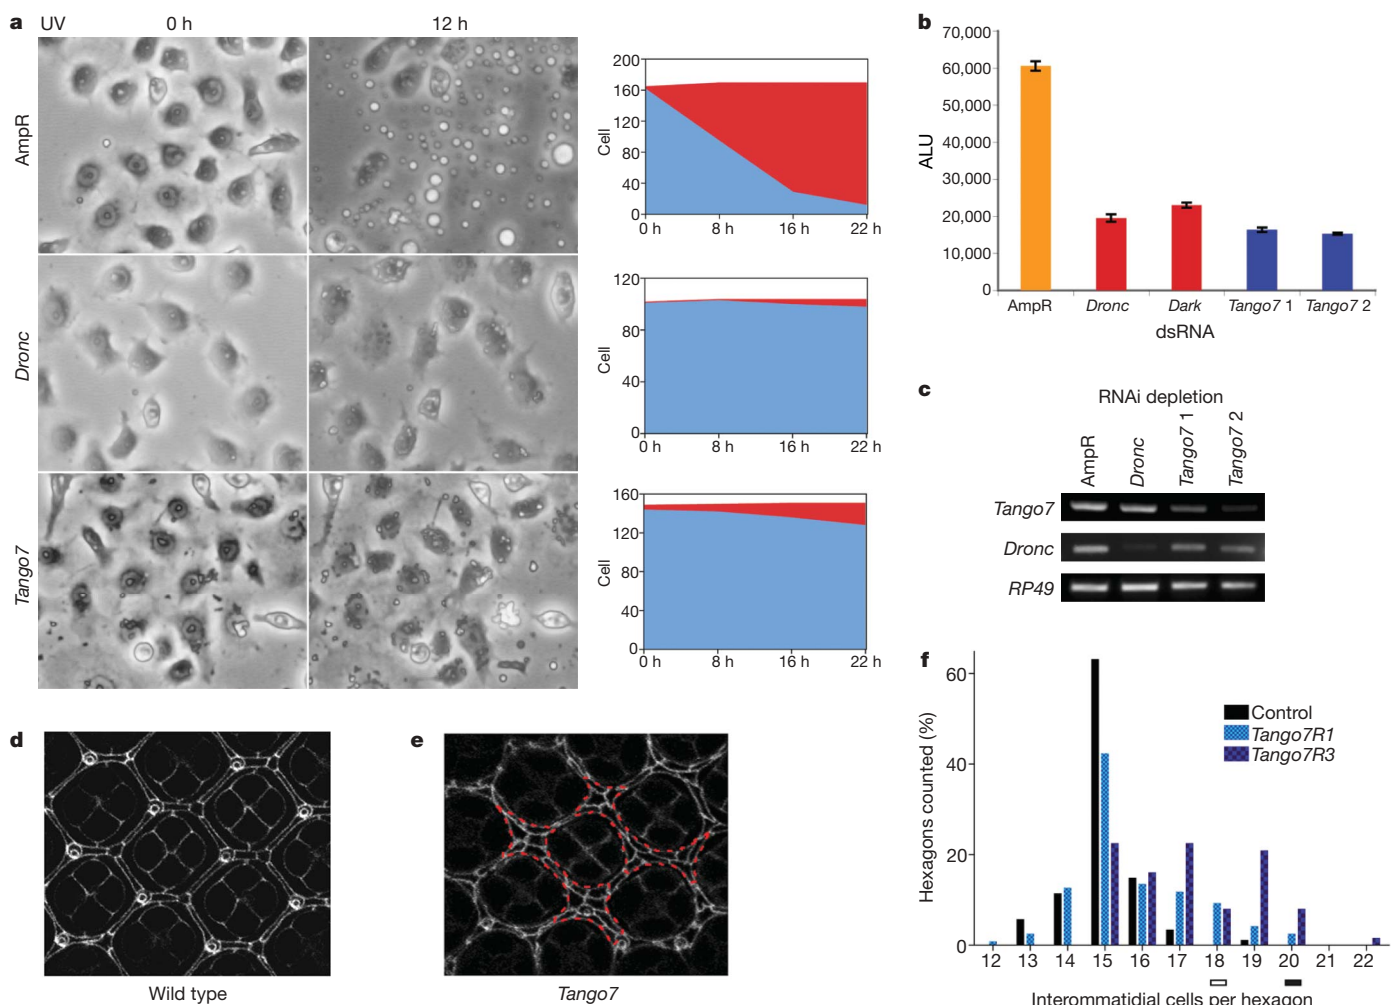 a
UV
0 h
12 h
AmpR
Dronc
Tango7
Cell
200
160
120
80
40
0
0 h
8 h
16 h
22 h
Cell
120
80
40
0
0 h
8 h
16 h
22 h
Cell
160
120
80
40
0
0 h
8 h
16 h
22 h
b
ALU
70,000
60,000
50,000
40,000
30,000
20,000
10,000
0
AmpR
Dronc
Dark
Tango7 1
Tango7 2
dsRNA
c
RNAi depletion
AmpR
Dronc
Tango7 1
Tango7 2
Tango7
Dronc
RP49
d
Wild type
e
Tango7
f
Hexagons counted (%)
60
40
20
0
Control
Tango7R1
Tango7R3
12
13
14
15
16
17
18
19
20
21
22
Interommatidial cells per hexagon